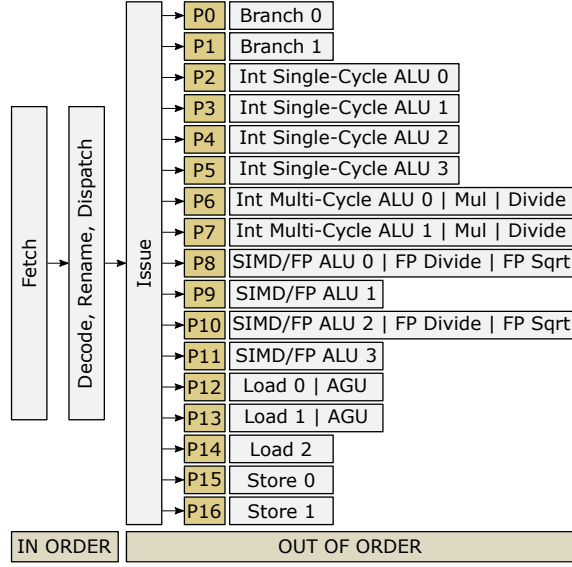 Fetch
Decode, Rename, Dispatch
Issue
P0 Branch 0
P1 Branch 1
P2 Int Single-Cycle ALU 0
P3 Int Single-Cycle ALU 1
P4 Int Single-Cycle ALU 2
P5 Int Single-Cycle ALU 3
P6 Int Multi-Cycle ALU 0 | Mul | Divide
P7 Int Multi-Cycle ALU 1 | Mul | Divide
P8 SIMD/FP ALU 0 | FP Divide | FP Sqrt
P9 SIMD/FP ALU 1
P10 SIMD/FP ALU 2 | FP Divide | FP Sqrt
P11 SIMD/FP ALU 3
P12 Load 0 | AGU
P13 Load 1 | AGU
P14 Load 2
P15 Store 0
P16 Store 1
IN ORDER
OUT OF ORDER